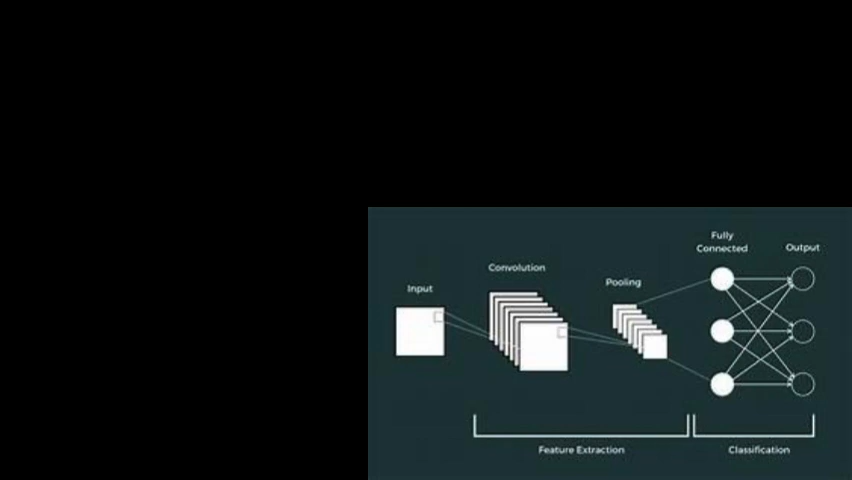 Input
Convolution
Pooling
Fully
Connected
Output
Feature Extraction
Classification